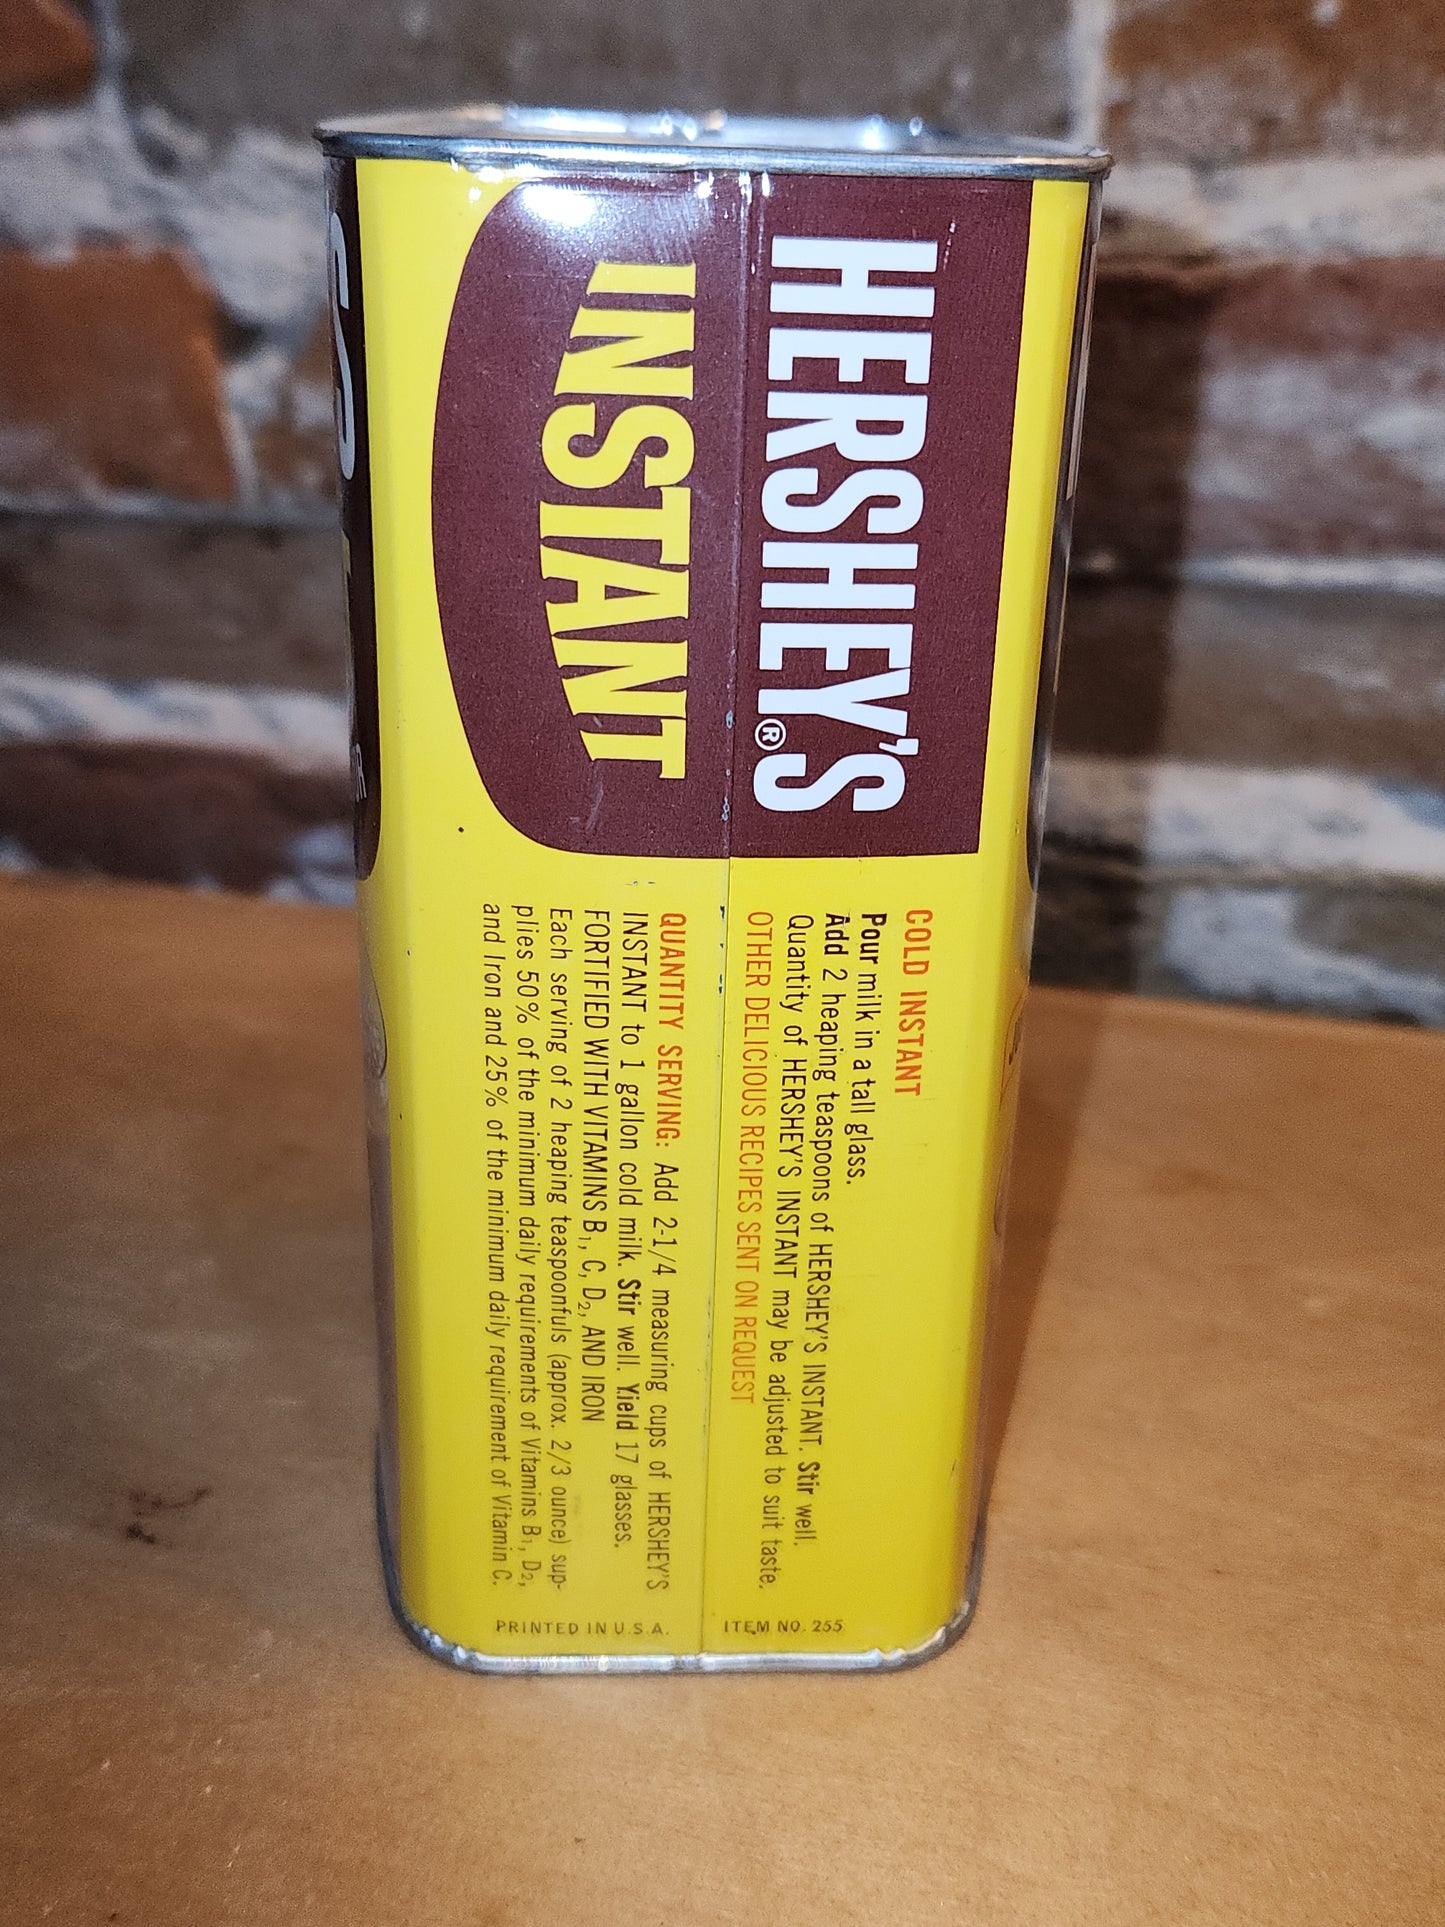 HERSHEY'S®
INSTANT
COLD INSTANT
Pour milk in a tall glass.
Add 2 heaping teaspoons of HERSHEY'S INSTANT. Stir well.
Quantity of HERSHEY'S INSTANT may be adjusted to suit taste.
OTHER DELICIOUS RECIPES SENT ON REQUEST
QUANTITY SERVING: Add 2-1/4 measuring cups of HERSHEY'S
INSTANT to 1 gallon cold milk. Stir well. Yield 17 glasses.
FORTIFIED WITH VITAMINS B₁, C, D₂, AND IRON
Each serving of 2 heaping teaspoonfuls (approx. 2/3 ounce) sup-
plies 50% of the minimum daily requirements of Vitamins B₁, D₂,
and Iron and 25% of the minimum daily requirement of Vitamin C.
PRINTED IN U.S.A.
ITEM NO. 255